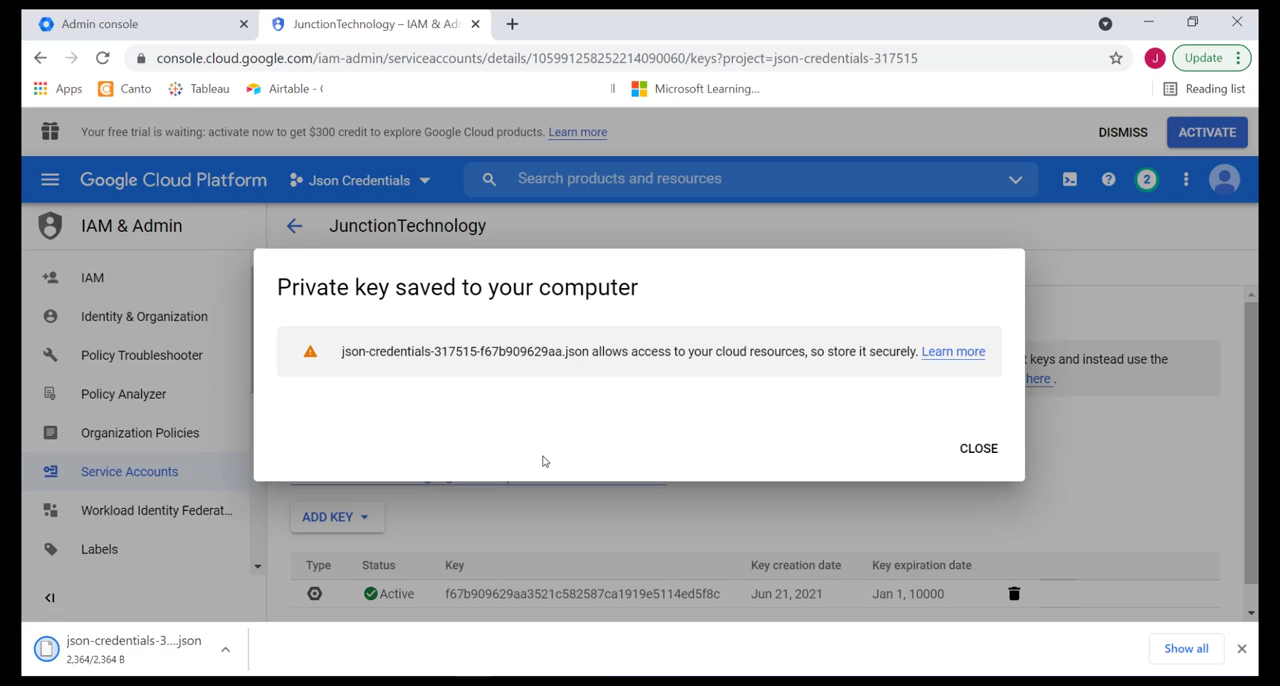 Admin console
JunctionTechnology – IAM & Adr
console.cloud.google.com/iam-admin/serviceaccounts/details/105991258252214090060/keys?project=json-credentials-317515
J
Update
Apps
Canto
Tableau
Airtable - (
Microsoft Learning...
Reading list
Your free trial is waiting: activate now to get $300 credit to explore Google Cloud products. Learn more
DISMISS
ACTIVATE
Google Cloud Platform
Json Credentials
Search products and resources
2
IAM & Admin
JunctionTechnology
IAM
Identity & Organization
Policy Troubleshooter
Policy Analyzer
Organization Policies
Service Accounts
Workload Identity Federat...
Labels
Private key saved to your computer
json-credentials-317515-f67b909629aa.json allows access to your cloud resources, so store it securely. Learn more
CLOSE
t keys and instead use the
here .
ADD KEY
Type Status Key Key creation date Key expiration date
Active f67b909629aa3521c582587ca1919e5114ed5f8c Jun 21, 2021 Jan 1, 10000
json-credentials-3....json
2,364/2,364 B
Show all